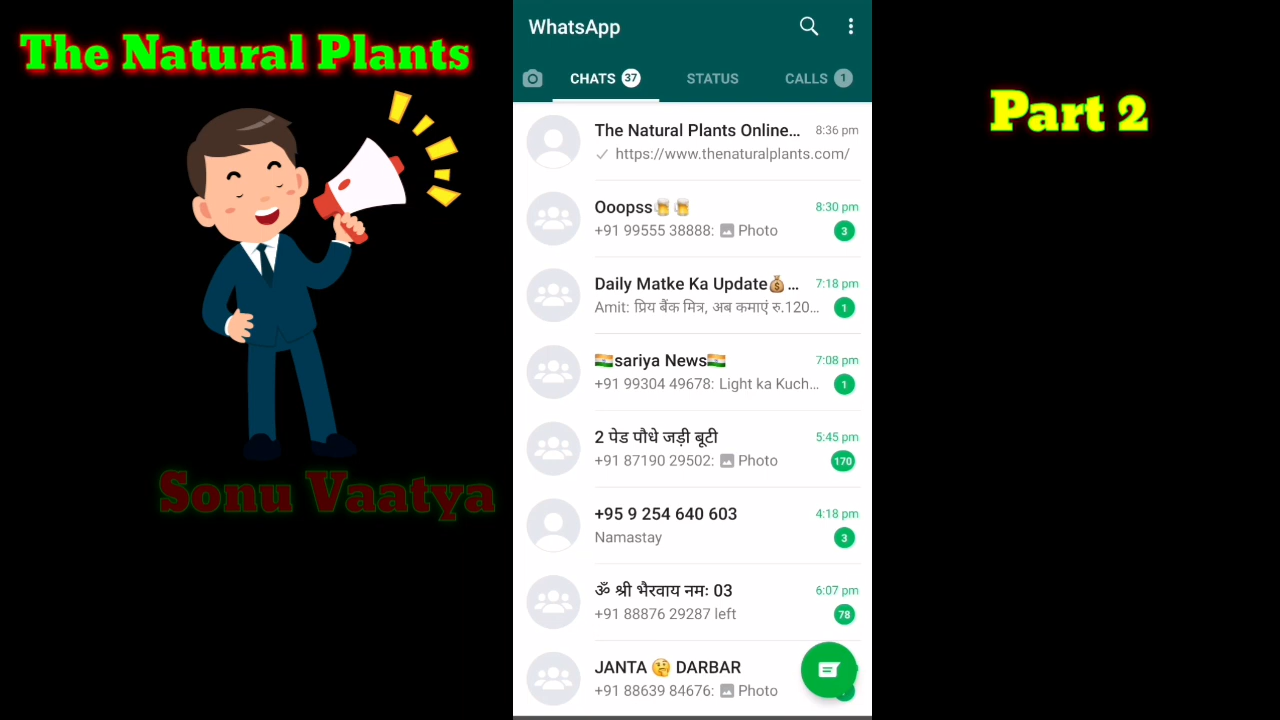 The Natural Plants
Sonu Vaatya
WhatsApp
CHATS 37 STATUS CALLS 1
The Natural Plants Online... 8:36 pm
https://www.thenaturalplants.com/
Ooopss🍻🍻 8:30 pm
+91 99555 38888: Photo 3
Daily Matke Ka Update💰... 7:18 pm
Amit: प्रिय बैंक मित्र, अब कमाएं रु.120... 1
🇮🇳sariya News🇮🇳 7:08 pm
+91 99304 49678: Light ka Kuch... 1
2 पेड पौधे जड़ी बूटी 5:45 pm
+91 87190 29502: Photo 170
+95 9 254 640 603 4:18 pm
Namastay 3
ॐ श्री भैरवाय नमः 03 6:07 pm
+91 88876 29287 left 78
JANTA 🤔 DARBAR
+91 88639 84676: Photo
Part 2